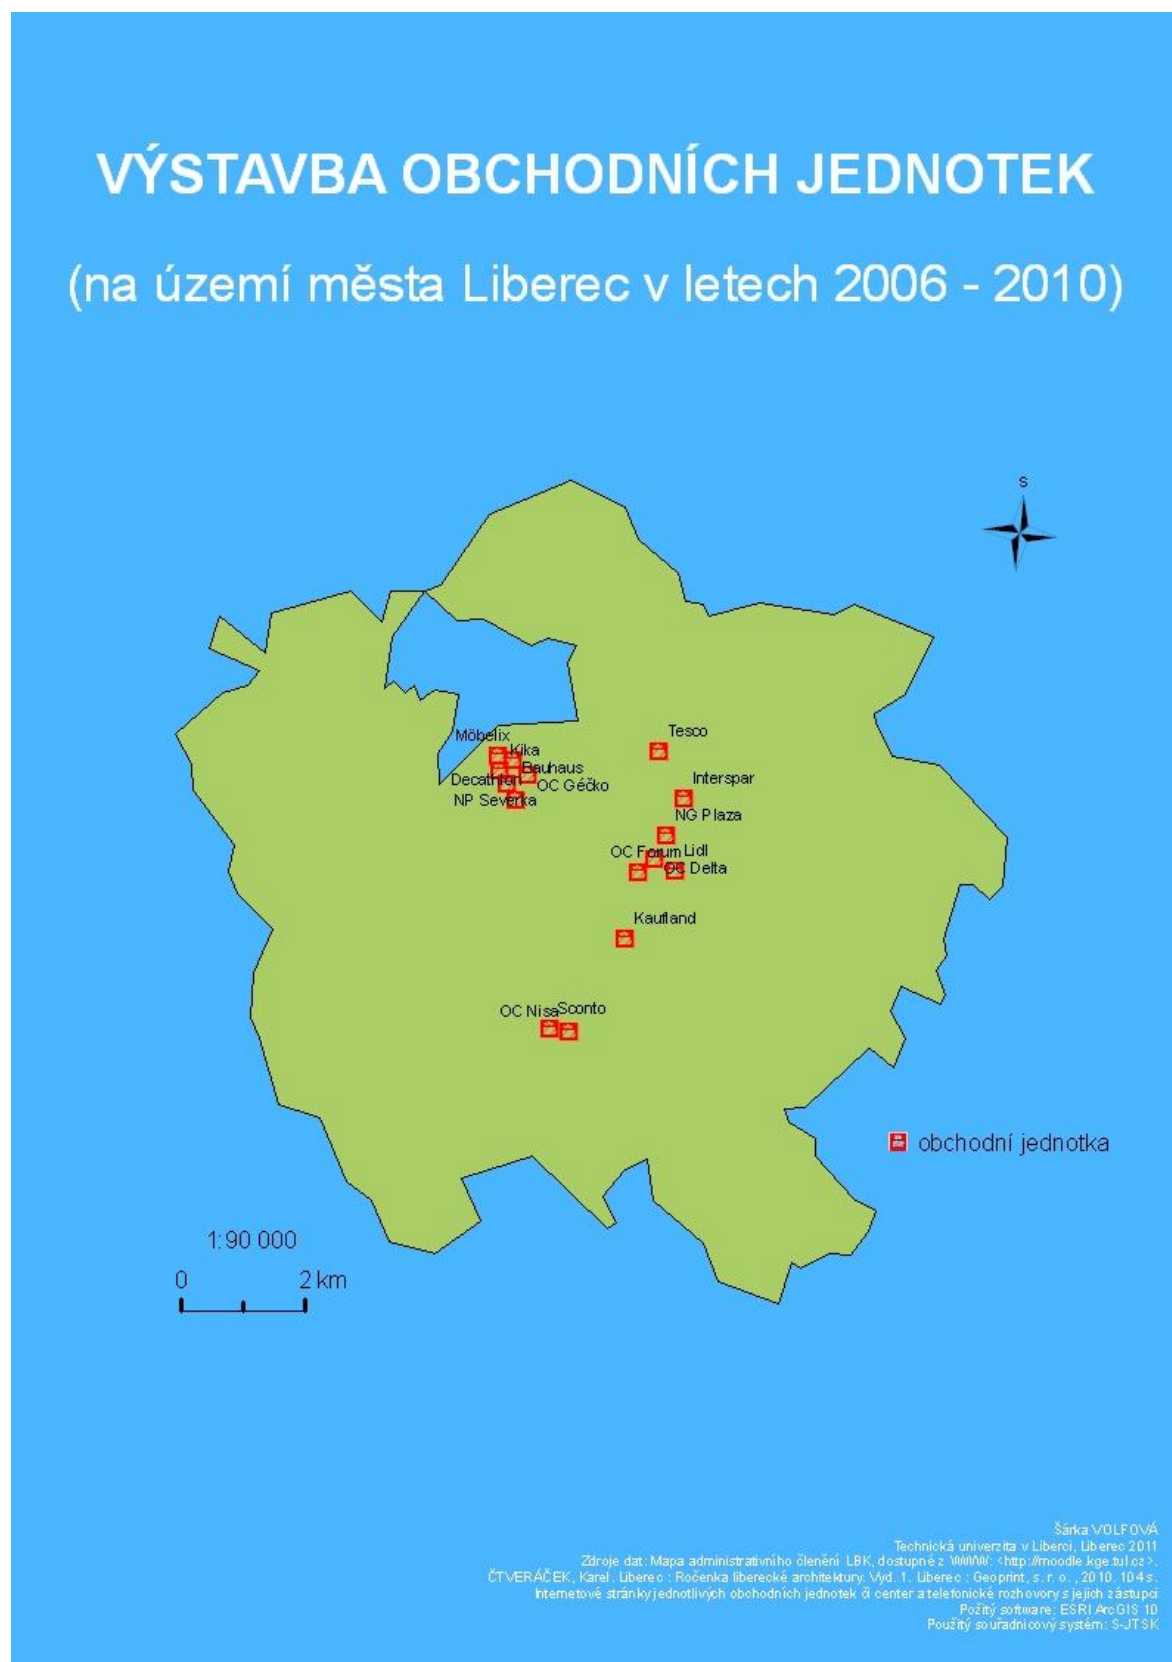 VÝSTAVBA OBCHODNÍCH JEDNOTEK
(na území města Liberec v letech 2006 - 2010)
S
Möbelix
Kika
Bauhaus
Decathlon
OC Géčko
NP Severka
Tesco
Interspar
NG Plaza
OC Forum
Lidl
OC Delta
Kaufland
OC Nisa
Sconto
obchodní jednotka
1:90 000
0 2 km
Šárka VOLFOVÁ
Technická univerzita v Liberci, Liberec 2011
Zdroje dat: Mapa administrativního členění LBK, dostupné z WWW: <http://moodle.kge.tul.cz>.
ČTVERÁČEK, Karel. Liberec : Ročenka liberecké architektury. Vyd. 1. Liberec : Geoprint, s. r. o., 2010. 104 s.
Internetové stránky jednotlivých obchodních jednotek či center a telefonické rozhovory s jejich zástupci
Požitý software: ESRI ArcGIS 10
Použitý souřadnicový systém: S-JTSK